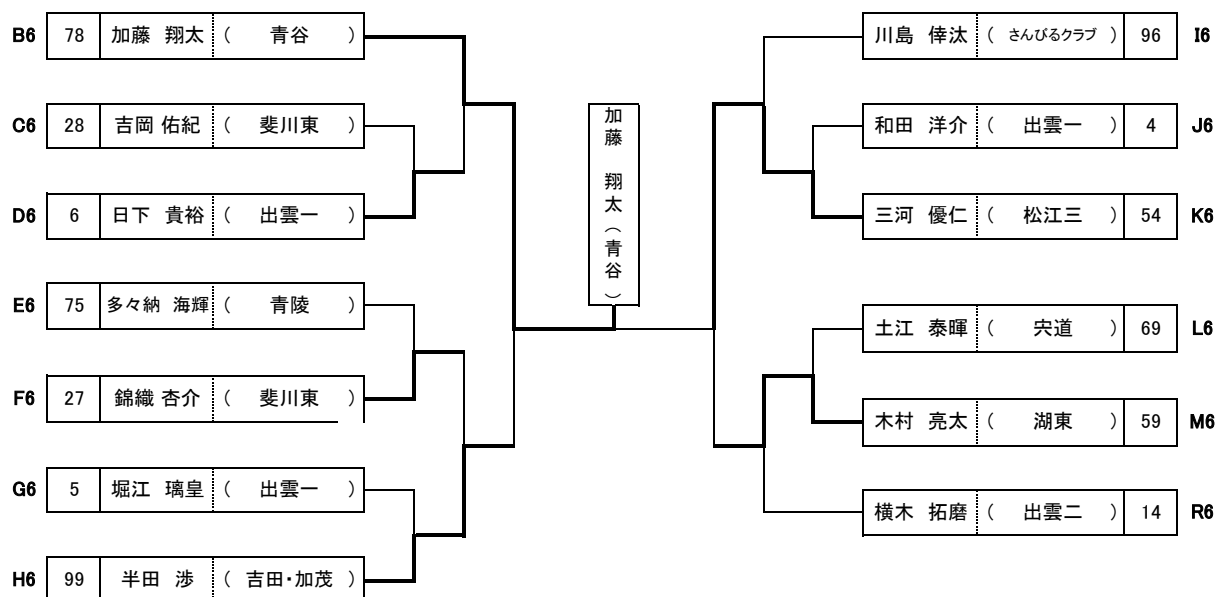 B6 78 加藤 翔太 ( 青谷 )
C6 28 吉岡 佑紀 ( 斐川東 )
D6 6 日下 貴裕 ( 出雲一 )
E6 75 多々納 海輝 ( 青陵 )
F6 27 錦織 杏介 ( 斐川東 )
G6 5 堀江 璃皇 ( 出雲一 )
H6 99 半田 渉 ( 吉田・加茂 )
加藤 翔太(青谷)
川島 倖汰 ( さんびるクラブ ) 96 I6
和田 洋介 ( 出雲一 ) 4 J6
三河 優仁 ( 松江三 ) 54 K6
土江 泰暉 ( 宍道 ) 69 L6
木村 亮太 ( 湖東 ) 59 M6
横木 拓磨 ( 出雲二 ) 14 R6